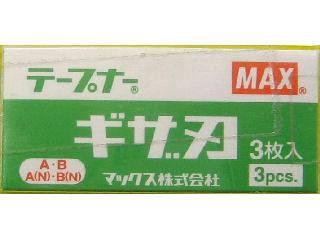 テープナー®
MAX®
ギザ刃
3枚入
3pcs.
A・B
A(N)・B(N)
マックス株式会社